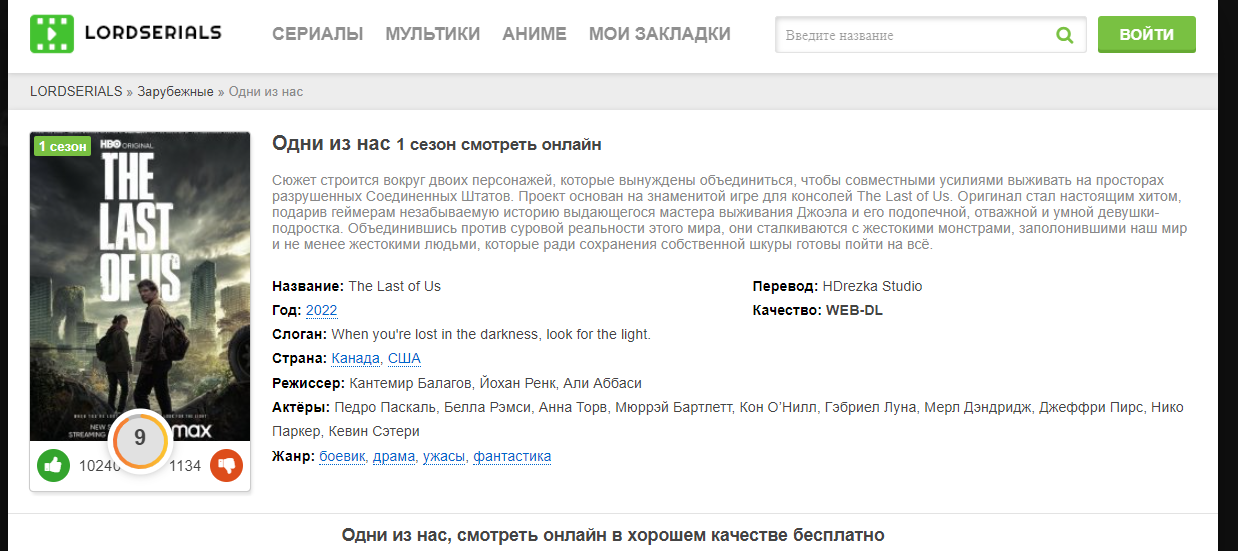 LORDSERIALS
СЕРИАЛЫ МУЛЬТИКИ АНИМЕ МОИ ЗАКЛАДКИ
Введите название
ВОЙТИ
LORDSERIALS » Зарубежные » Одни из нас
1 сезон
HBO ORIGINAL
THE
LAST
OF US
NEW S
STREAMING
max
9
10240
1134
Одни из нас 1 сезон смотреть онлайн
Сюжет строится вокруг двоих персонажей, которые вынуждены объединиться, чтобы совместными усилиями выживать на просторах
разрушенных Соединенных Штатов. Проект основан на знаменитой игре для консолей The Last of Us. Оригинал стал настоящим хитом,
подарив геймерам незабываемую историю выдающегося мастера выживания Джоэла и его подопечной, отважной и умной девушки-
подростка. Объединившись против суровой реальности этого мира, они сталкиваются с жестокими монстрами, заполонившими наш мир
и не менее жестокими людьми, которые ради сохранения собственной шкуры готовы пойти на всё.
Название: The Last of Us
Перевод: HDrezka Studio
Год: 2022
Качество: WEB-DL
Слоган: When you're lost in the darkness, look for the light.
Страна: Канада, США
Режиссер: Кантемир Балагов, Йохан Ренк, Али Аббаси
Актёры: Педро Паскаль, Белла Рэмси, Анна Торв, Мюррэй Бартлетт, Кон О’Нилл, Гэбриел Луна, Мерл Дэндридж, Джеффри Пирс, Нико
Паркер, Кевин Сэтери
Жанр: боевик, драма, ужасы, фантастика
Одни из нас, смотреть онлайн в хорошем качестве бесплатно